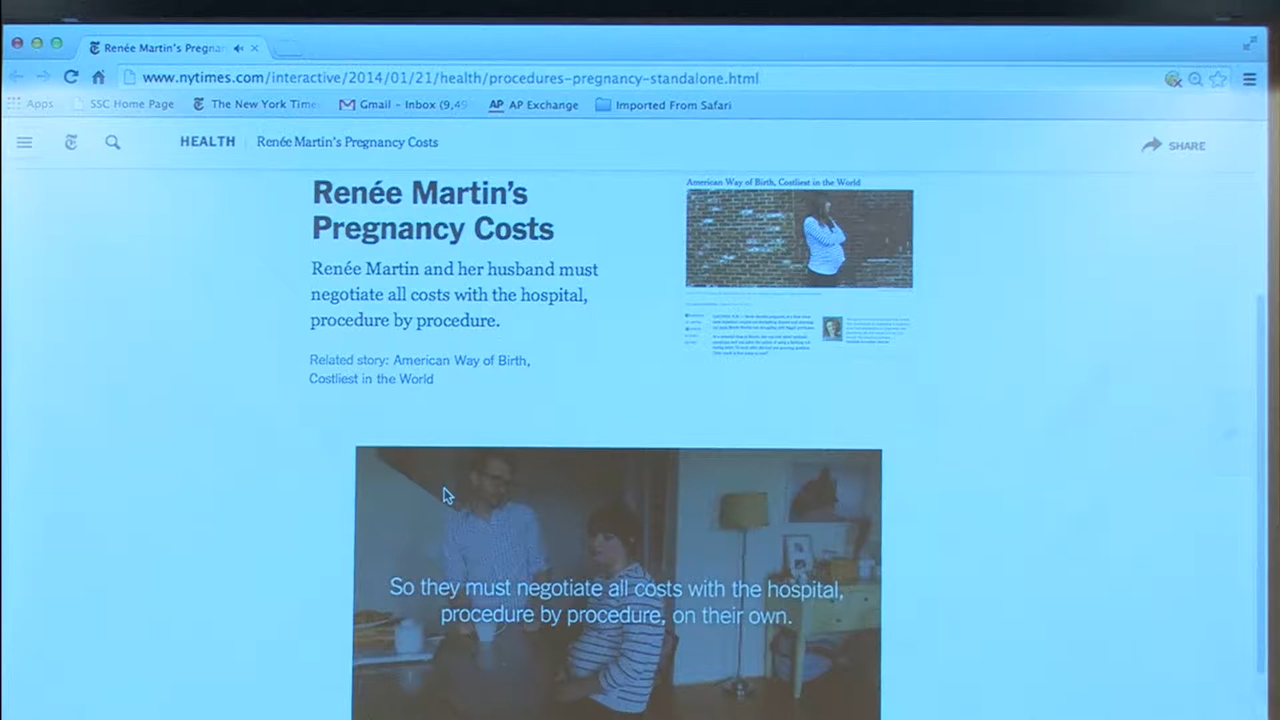 Renée Martin's Pregnan
www.nytimes.com/interactive/2014/01/21/health/procedures-pregnancy-standalone.html
Apps SSC Home Page The New York Time Gmail - Inbox (9,49 AP AP Exchange Imported From Safari
HEALTH Renée Martin's Pregnancy Costs SHARE
Renée Martin's
Pregnancy Costs
Renée Martin and her husband must
negotiate all costs with the hospital,
procedure by procedure.
Related story: American Way of Birth,
Costliest in the World
American Way of Birth, Costliest in the World
So they must negotiate all costs with the hospital,
procedure by procedure, on their own.